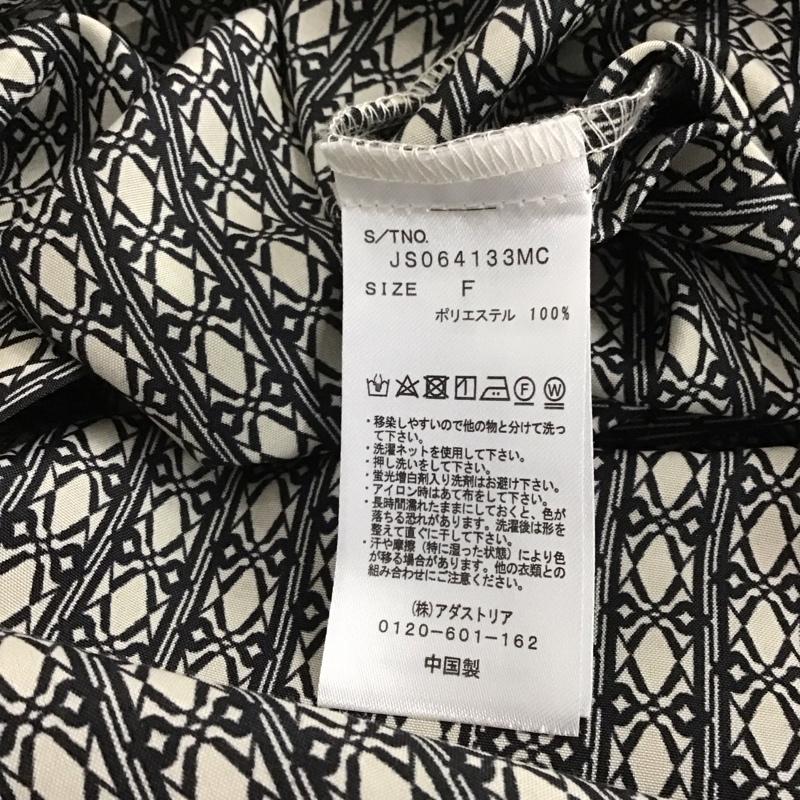 S/TNO.
JS064133MC
SIZE F
ポリエステル 100%
F W
・移染しやすいので他の物と分けて洗っ
て下さい。
・洗濯ネットを使用して下さい。
・押し洗いをして下さい。
・蛍光増白剤入り洗剤はお避け下さい。
・アイロン時はあて布をして下さい。
・長時間濡れたままにしておくと、色が
落ちる恐れがあります。洗濯後は形を
整えて直ぐに干して下さい。
・汗や摩擦（特に湿った状態）により色
が移る場合があります。他の衣類との
組み合わせにご注意ください。
(株)アダストリア
0120-601-162
中国製